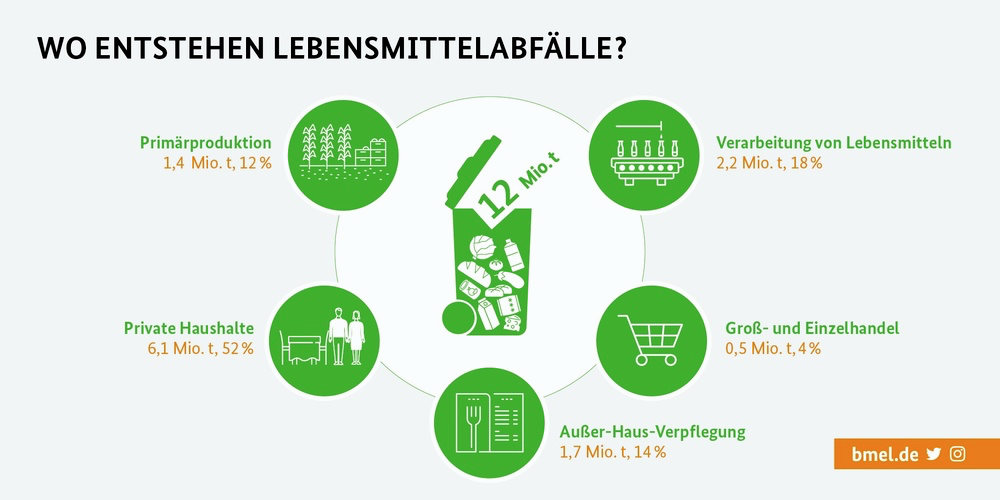 WO ENTSTEHEN LEBENSMITTELABFÄLLE?
Primärproduktion
1,4 Mio. t, 12 %
Verarbeitung von Lebensmitteln
2,2 Mio. t, 18 %
12 Mio. t
Private Haushalte
6,1 Mio. t, 52 %
Groß- und Einzelhandel
0,5 Mio. t, 4 %
Außer-Haus-Verpflegung
1,7 Mio. t, 14 %
bmel.de